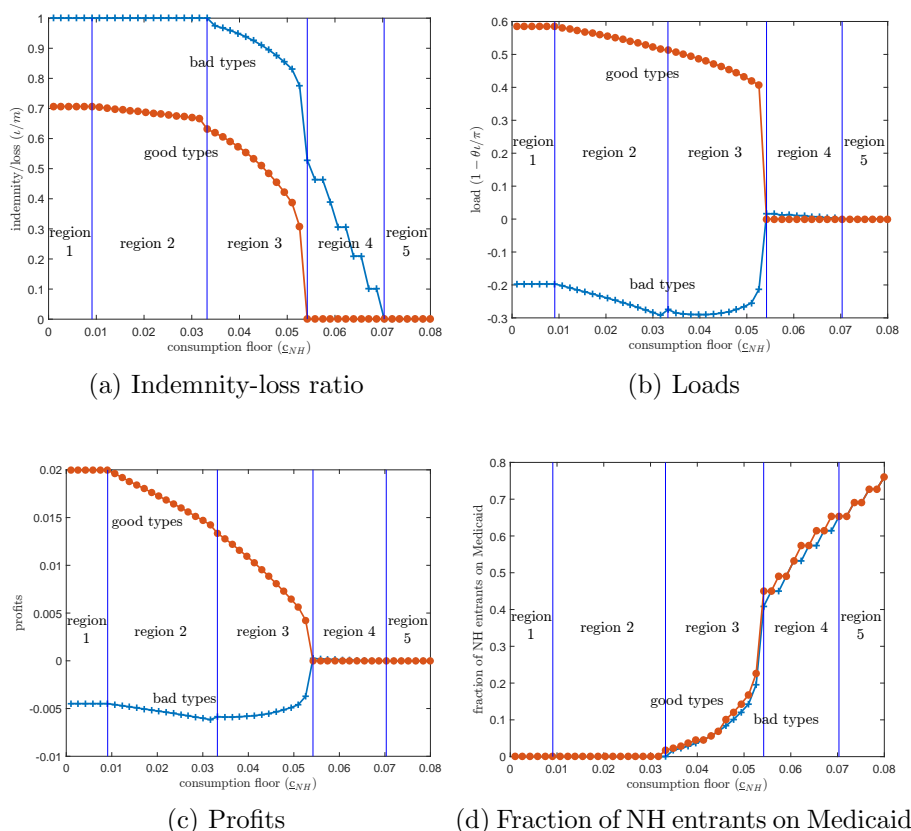 1
0.9
0.8
0.7
0.6
0.5
0.4
0.3
0.2
0.1
0
indemnity/loss (ι/m)
bad types
good types
region 1
region 2
region 3
region 4
region 5
0 0.01 0.02 0.03 0.04 0.05 0.06 0.07 0.08
consumption floor (c_NH)
(a) Indemnity-loss ratio
0.6
0.5
0.4
0.3
0.2
0.1
0
-0.1
-0.2
-0.3
load (1 − θι/π)
good types
region 1
region 2
region 3
region 4
region 5
bad types
0 0.01 0.02 0.03 0.04 0.05 0.06 0.07 0.08
consumption floor (c_NH)
(b) Loads
0.02
0.015
0.01
0.005
0
-0.005
-0.01
profits
good types
region 1
region 2
region 3
region 4
region 5
bad types
0 0.01 0.02 0.03 0.04 0.05 0.06 0.07 0.08
consumption floor (c_NH)
(c) Profits
0.8
0.7
0.6
0.5
0.4
0.3
0.2
0.1
0
fraction of NH entrants on Medicaid
region 1
region 2
region 3
region 4
region 5
good types
bad types
0 0.01 0.02 0.03 0.04 0.05 0.06 0.07 0.08
consumption floor (c_NH)
(d) Fraction of NH entrants on Medicaid